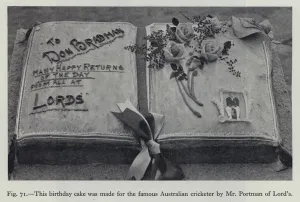 "To
Don Bradman
Many Happy Returns
of the Day
from all at
Lords"
Fig. 71.—This birthday cake was made for the famous Australian cricketer by Mr. Portman of Lord's.